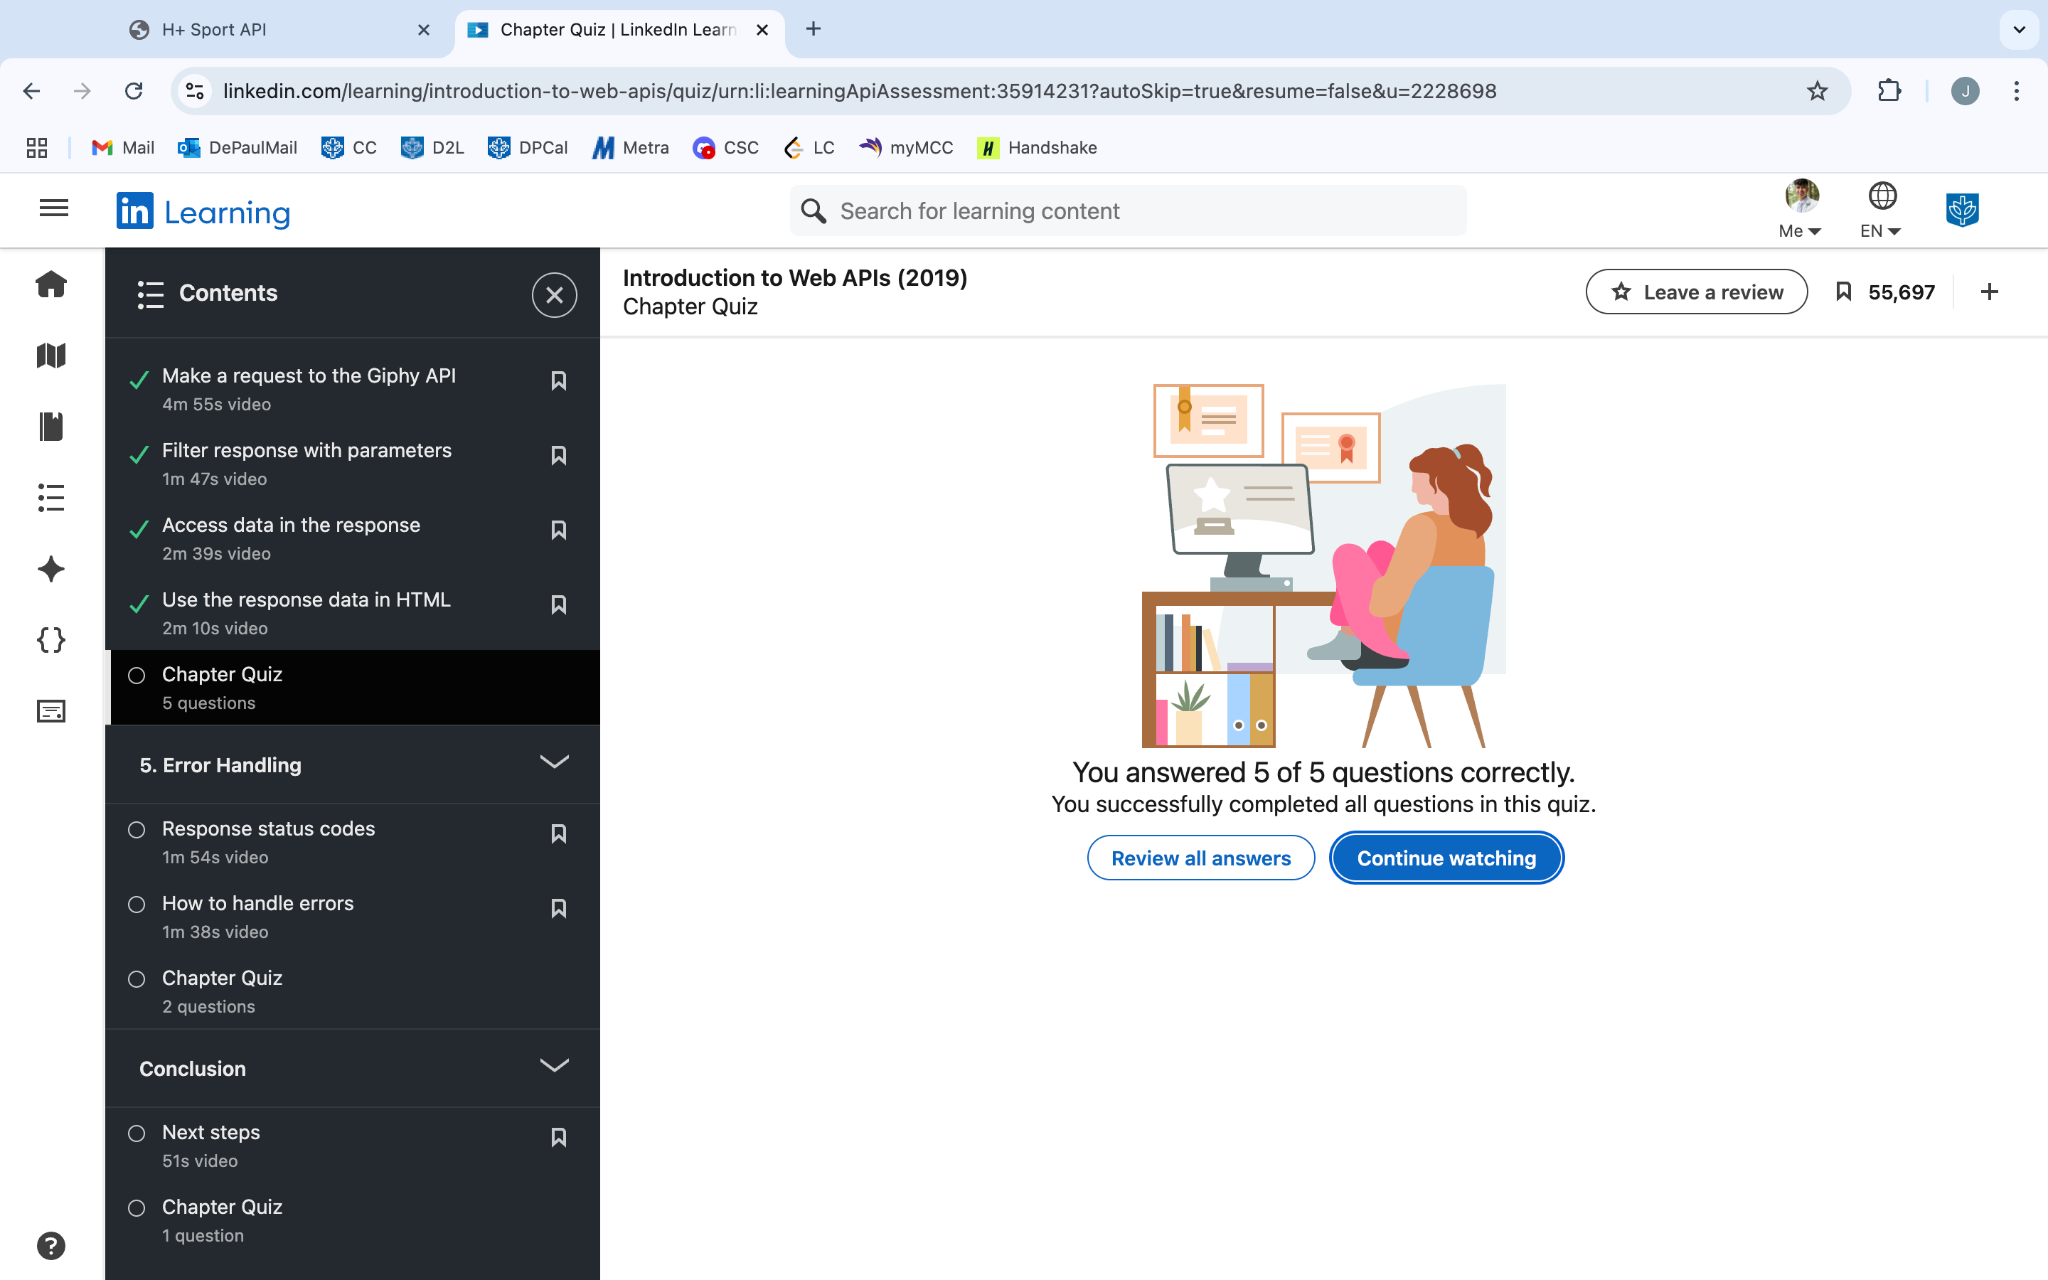 H+ Sport API
Chapter Quiz | LinkedIn Learn
linkedin.com/learning/introduction-to-web-apis/quiz/urn:li:learningApiAssessment:35914231?autoSkip=true&resume=false&u=2228698
J
Mail
DePaulMail
CC
D2L
DPCal
Metra
CSC
LC
myMCC
H
Handshake
in Learning
Search for learning content
Me
EN
Contents
Make a request to the Giphy API
4m 55s video
Filter response with parameters
1m 47s video
Access data in the response
2m 39s video
Use the response data in HTML
2m 10s video
Chapter Quiz
5 questions
5. Error Handling
Response status codes
1m 54s video
How to handle errors
1m 38s video
Chapter Quiz
2 questions
Conclusion
Next steps
51s video
Chapter Quiz
1 question
Introduction to Web APIs (2019)
Chapter Quiz
Leave a review
55,697
You answered 5 of 5 questions correctly.
You successfully completed all questions in this quiz.
Review all answers
Continue watching